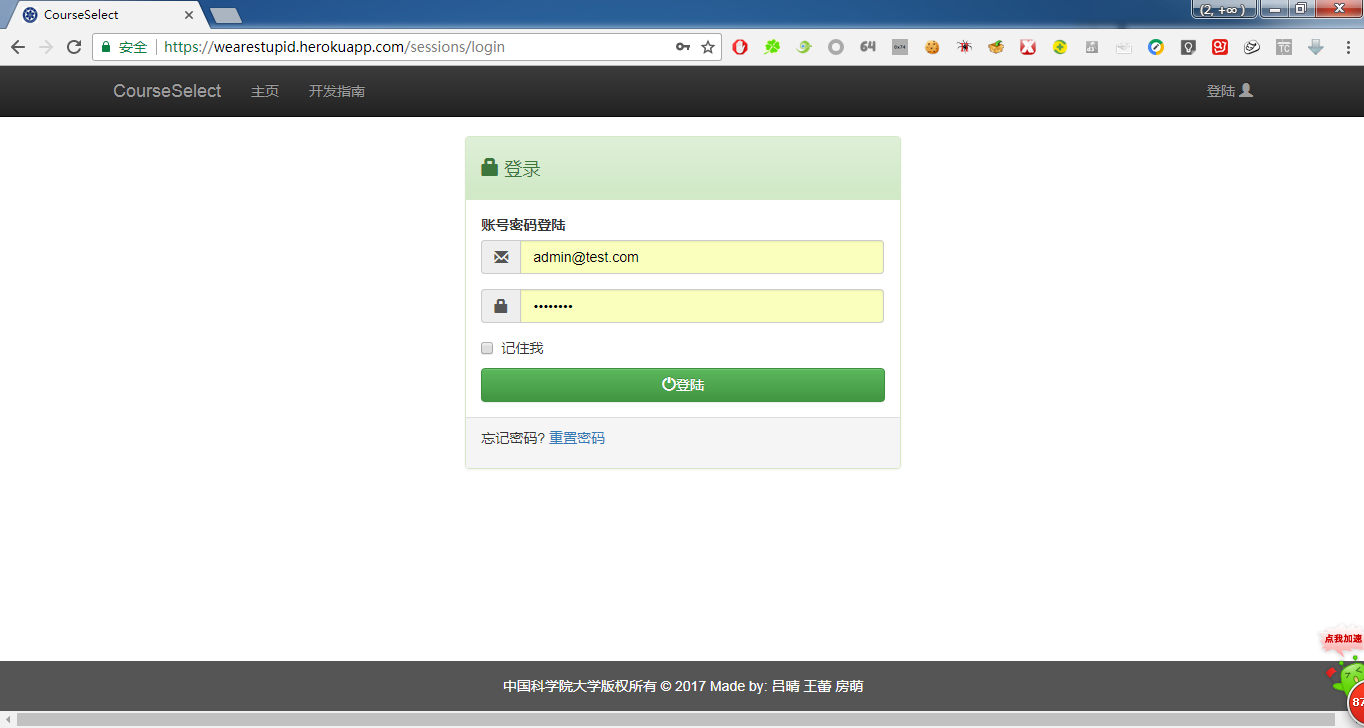 CourseSelect
(2, +∞ )
安全
https://wearestupid.herokuapp.com/sessions/login
64
0x74
TC
CourseSelect 主页 开发指南 登陆
登录
账号密码登陆
admin@test.com
••••••••
记住我
登陆
忘记密码? 重置密码
点我加速
87
中国科学院大学版权所有 © 2017 Made by: 吕晴 王蕾 房萌